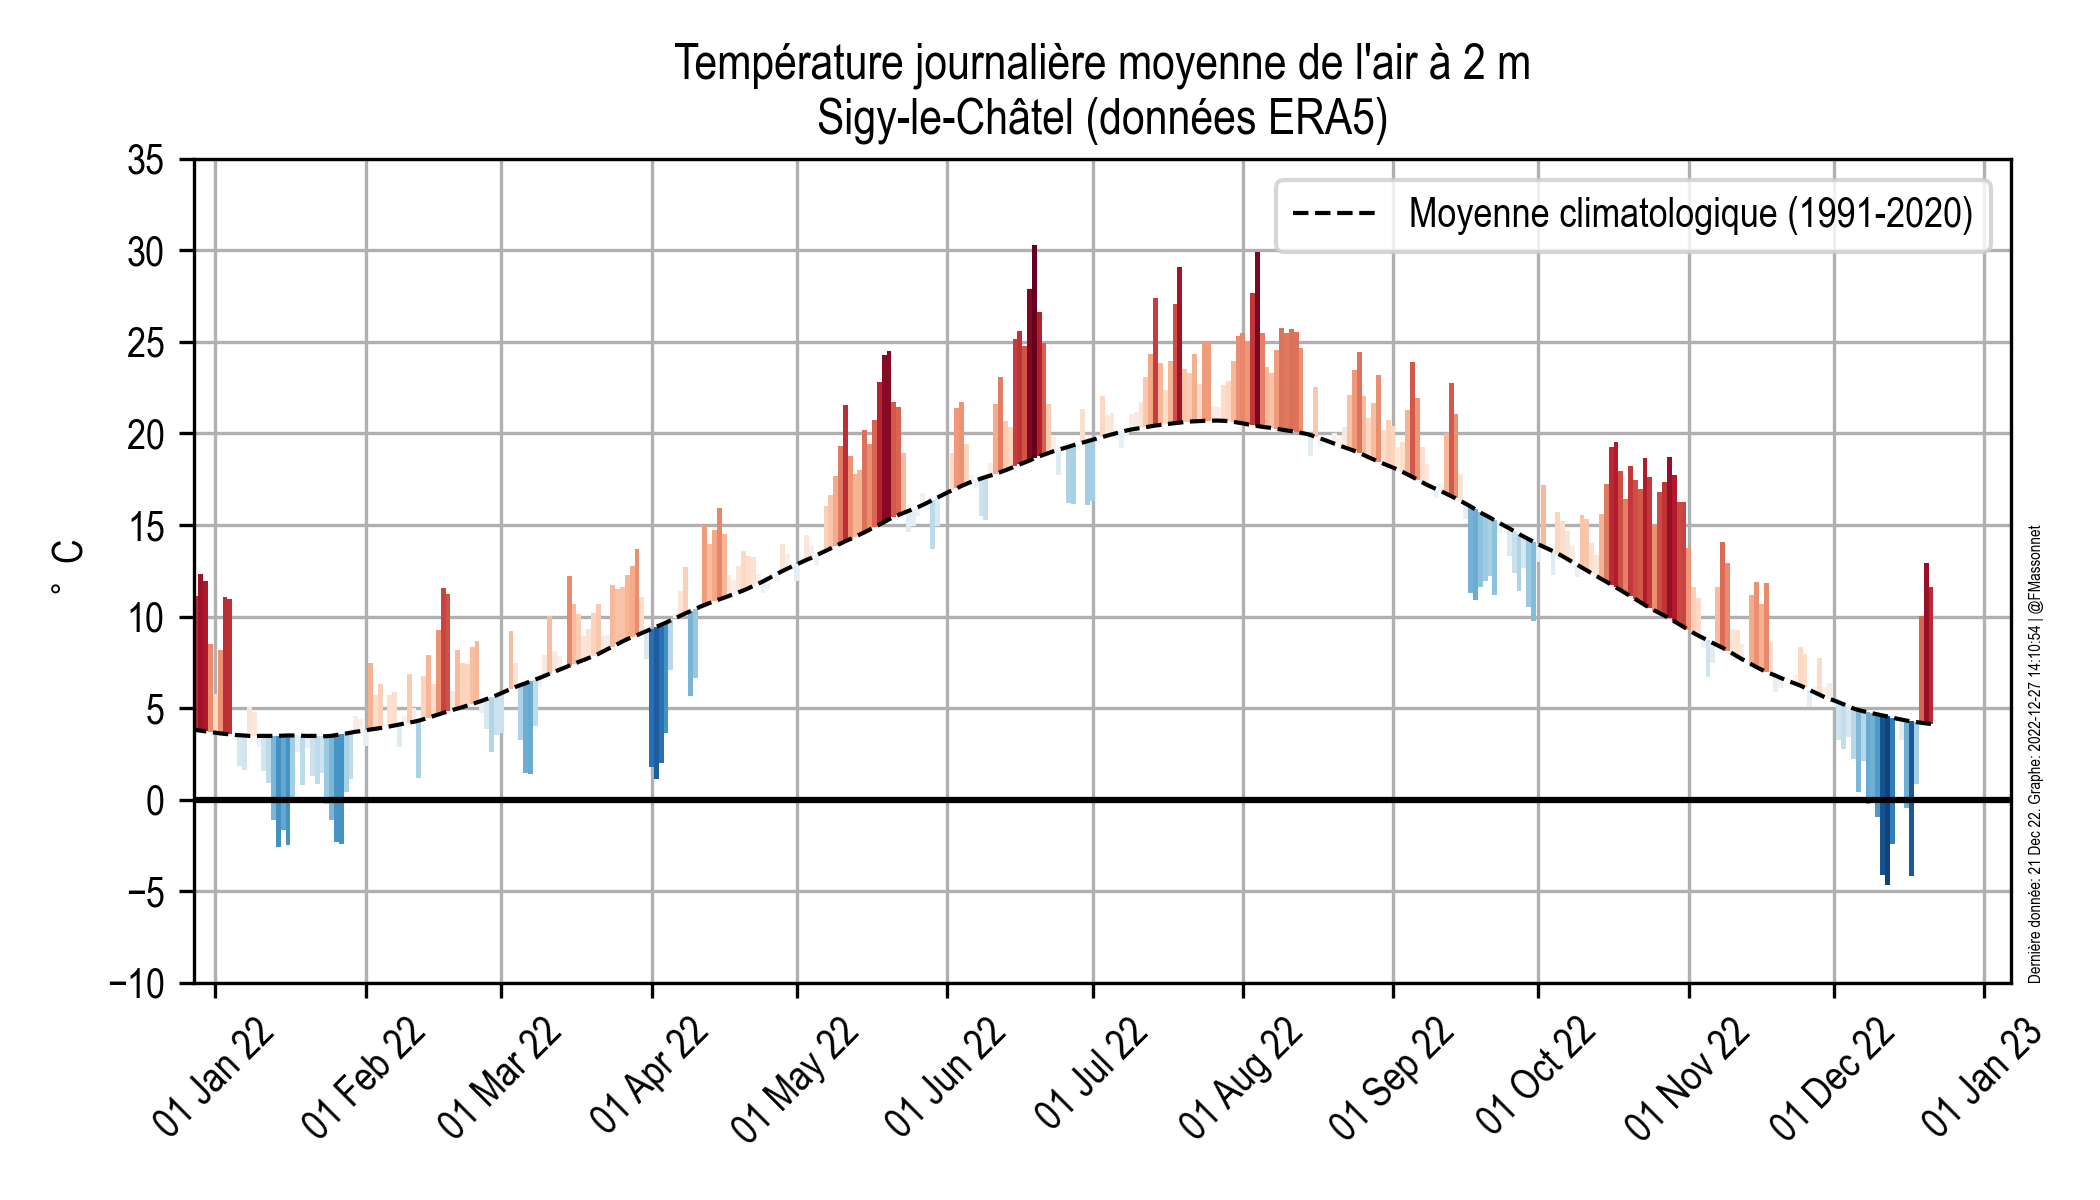 Température journalière moyenne de l'air à 2 m
Sigy-le-Châtel (données ERA5)
Moyenne climatologique (1991-2020)
° C
35
30
25
20
15
10
5
0
−5
−10
01 Jan 22
01 Feb 22
01 Mar 22
01 Apr 22
01 May 22
01 Jun 22
01 Jul 22
01 Aug 22
01 Sep 22
01 Oct 22
01 Nov 22
01 Dec 22
01 Jan 23
Dernière donnée: 21 Dec 22. Graphe: 2022-12-27 14:10:54 | @FMassonnet